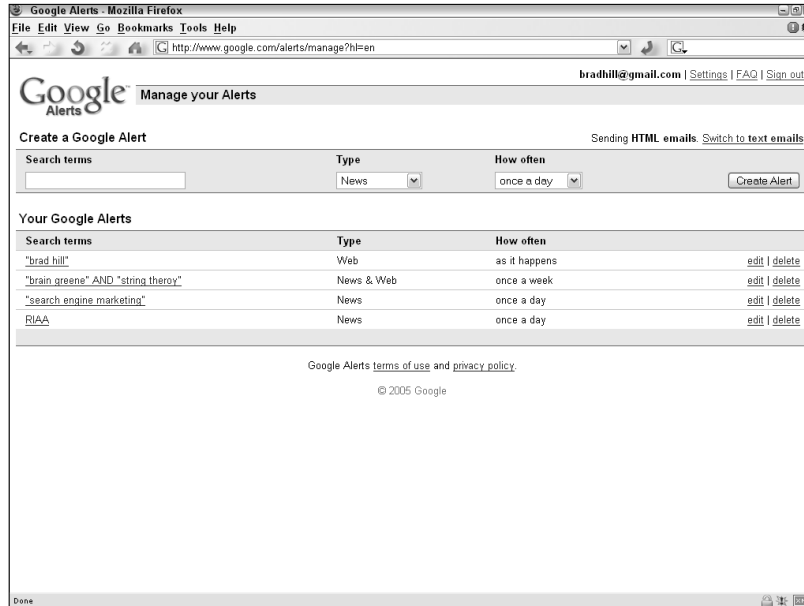 Google Alerts - Mozilla Firefox
File Edit View Go Bookmarks Tools Help
http://www.google.com/alerts/manage?hl=en
bradhill@gmail.com | Settings | FAQ | Sign out
Google™ Alerts
Manage your Alerts
Create a Google Alert
Sending HTML emails. Switch to text emails
Search terms Type How often
News once a day Create Alert
Your Google Alerts
Search terms Type How often
"brad hill" Web as it happens edit | delete
"brain greene" AND "string theroy" News & Web once a week edit | delete
"search engine marketing" News once a day edit | delete
RIAA News once a day edit | delete
Google Alerts terms of use and privacy policy.
© 2005 Google
Done